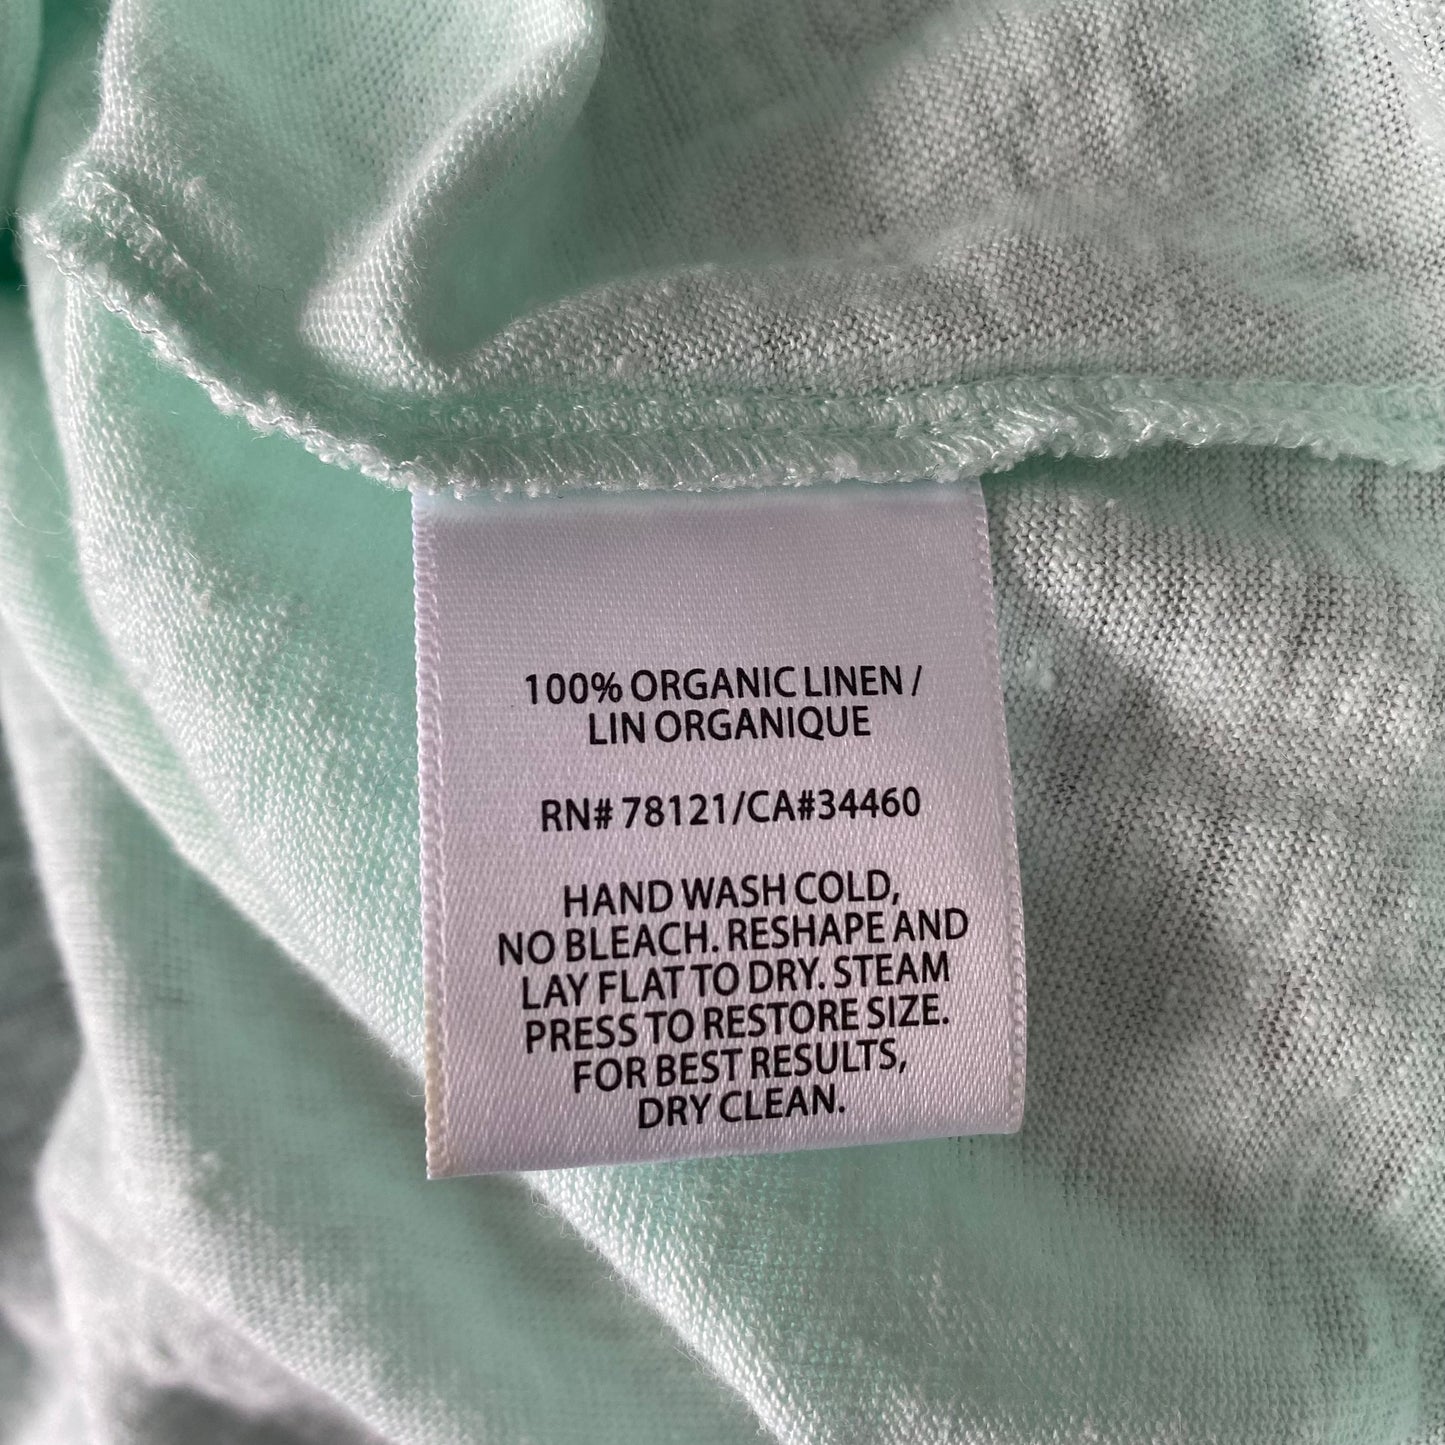 100% ORGANIC LINEN /
LIN ORGANIQUE
RN# 78121/CA#34460
HAND WASH COLD,
NO BLEACH. RESHAPE AND
LAY FLAT TO DRY. STEAM
PRESS TO RESTORE SIZE.
FOR BEST RESULTS,
DRY CLEAN.